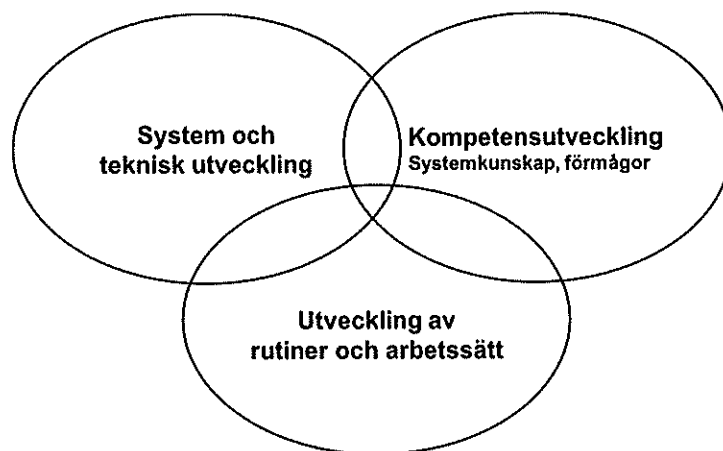 System och
teknisk utveckling
Kompetensutveckling
Systemkunskap, förmågor
Utveckling av
rutiner och arbetssätt